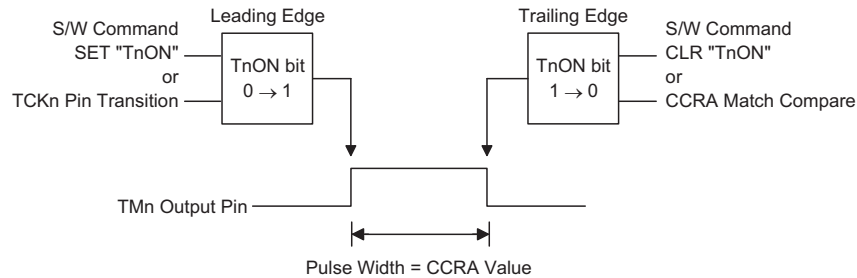 Leading Edge
S/W Command
SET "TnON"
or
TCKn Pin Transition
TnON bit
0 → 1
Trailing Edge
TnON bit
1 → 0
S/W Command
CLR "TnON"
or
CCRA Match Compare
TMn Output Pin
Pulse Width = CCRA Value